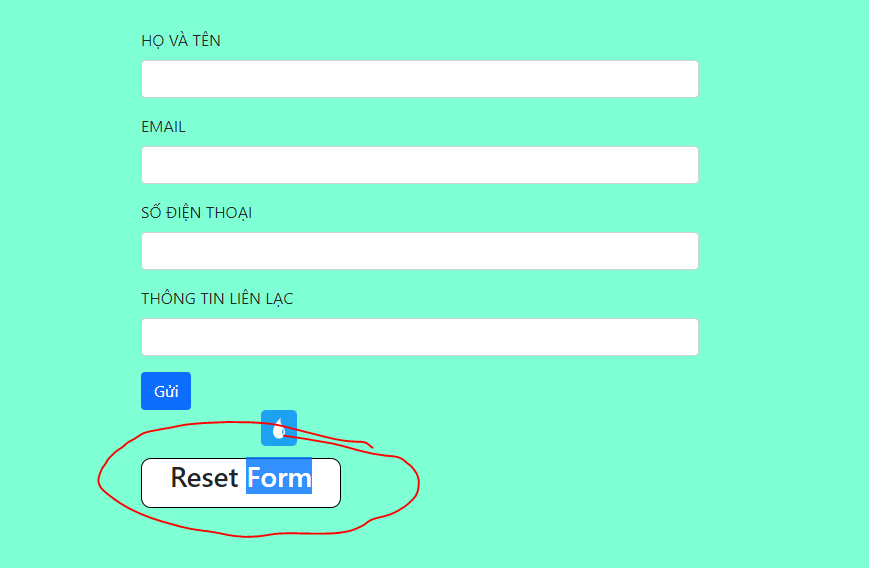 HỌ VÀ TÊN
EMAIL
SỐ ĐIỆN THOẠI
THÔNG TIN LIÊN LẠC
Gửi
Reset Form